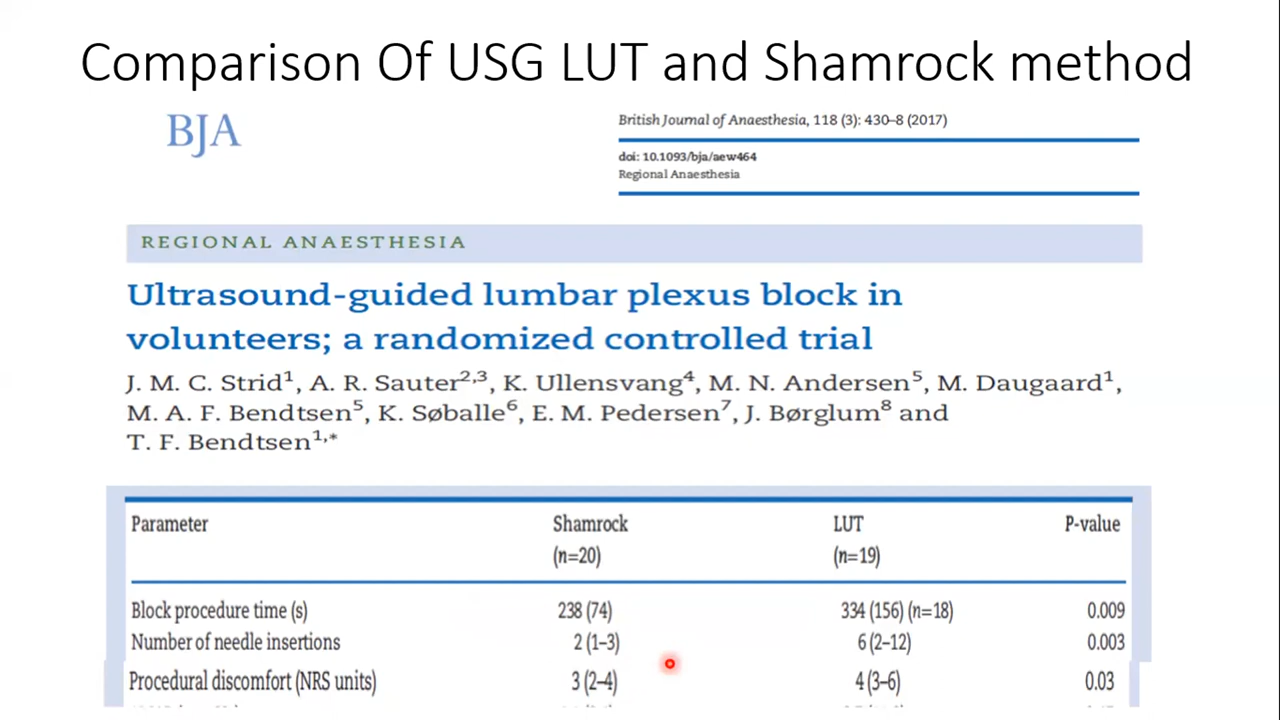 Comparison Of USG LUT and Shamrock method
BJA
British Journal of Anaesthesia, 118 (3): 430–8 (2017)
doi: 10.1093/bja/aew464
Regional Anaesthesia
REGIONAL ANAESTHESIA
Ultrasound-guided lumbar plexus block in
volunteers; a randomized controlled trial
J. M. C. Strid1, A. R. Sauter2,3, K. Ullensvang4, M. N. Andersen5, M. Daugaard1,
M. A. F. Bendtsen5, K. Søballe6, E. M. Pedersen7, J. Børglum8 and
T. F. Bendtsen1,*
Parameter Shamrock LUT P-value
(n=20) (n=19)
Block procedure time (s) 238 (74) 334 (156) (n=18) 0.009
Number of needle insertions 2 (1–3) 6 (2–12) 0.003
Procedural discomfort (NRS units) 3 (2–4) 4 (3–6) 0.03